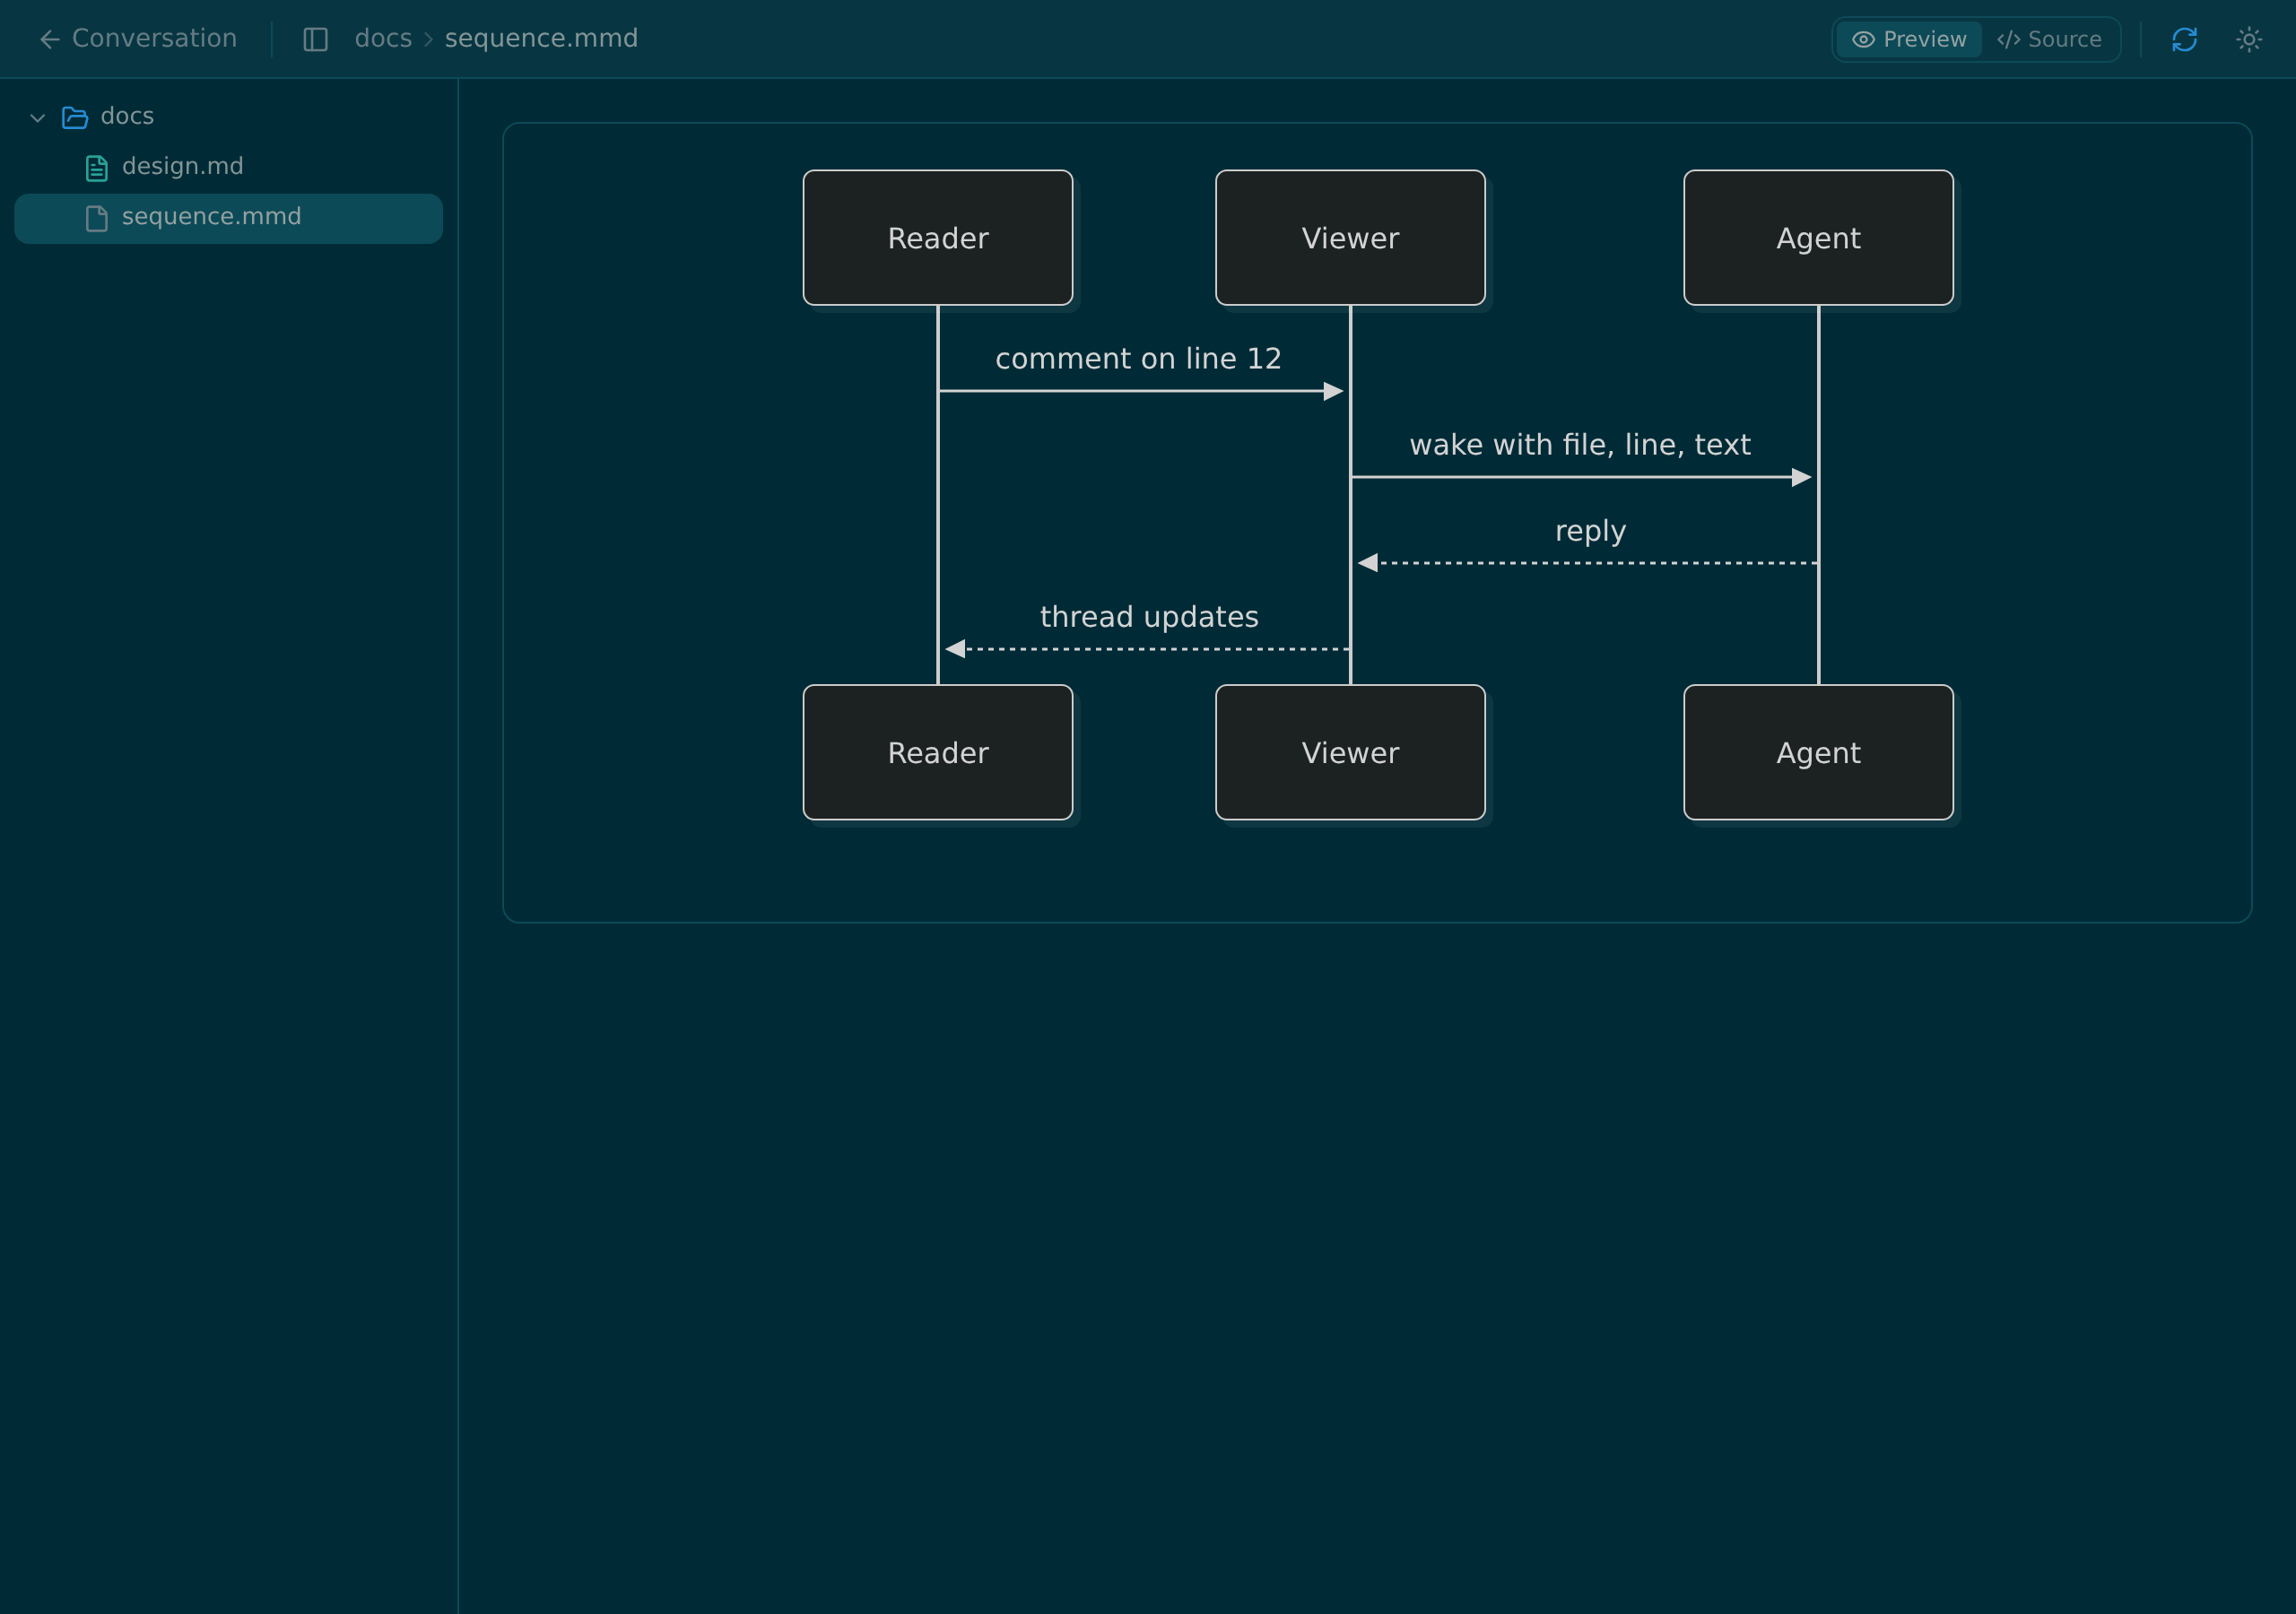 Conversation
docs > sequence.mmd
Preview
Source
docs
design.md
sequence.mmd
Reader
Viewer
Agent
comment on line 12
wake with file, line, text
reply
thread updates
Reader
Viewer
Agent